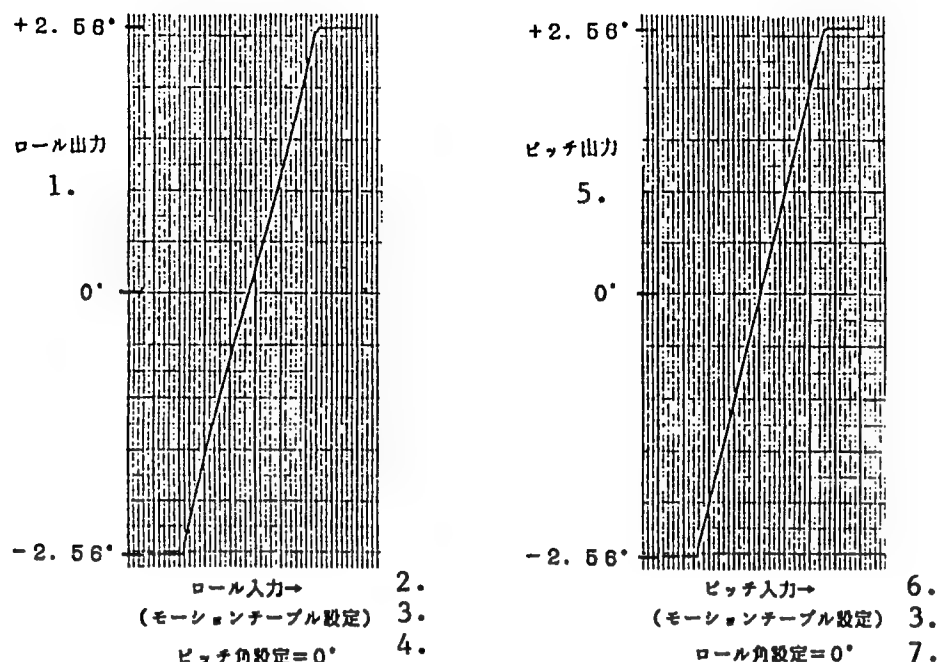 +2.56°
ロール出力
1.
0°
-2.56°
ロール入力→ 2.
(モーションテーブル設定) 3.
ピッチ角設定=0° 4.
+2.56°
ピッチ出力
5.
0°
-2.56°
ピッチ入力→ 6.
(モーションテーブル設定) 3.
ロール角設定=0° 7.